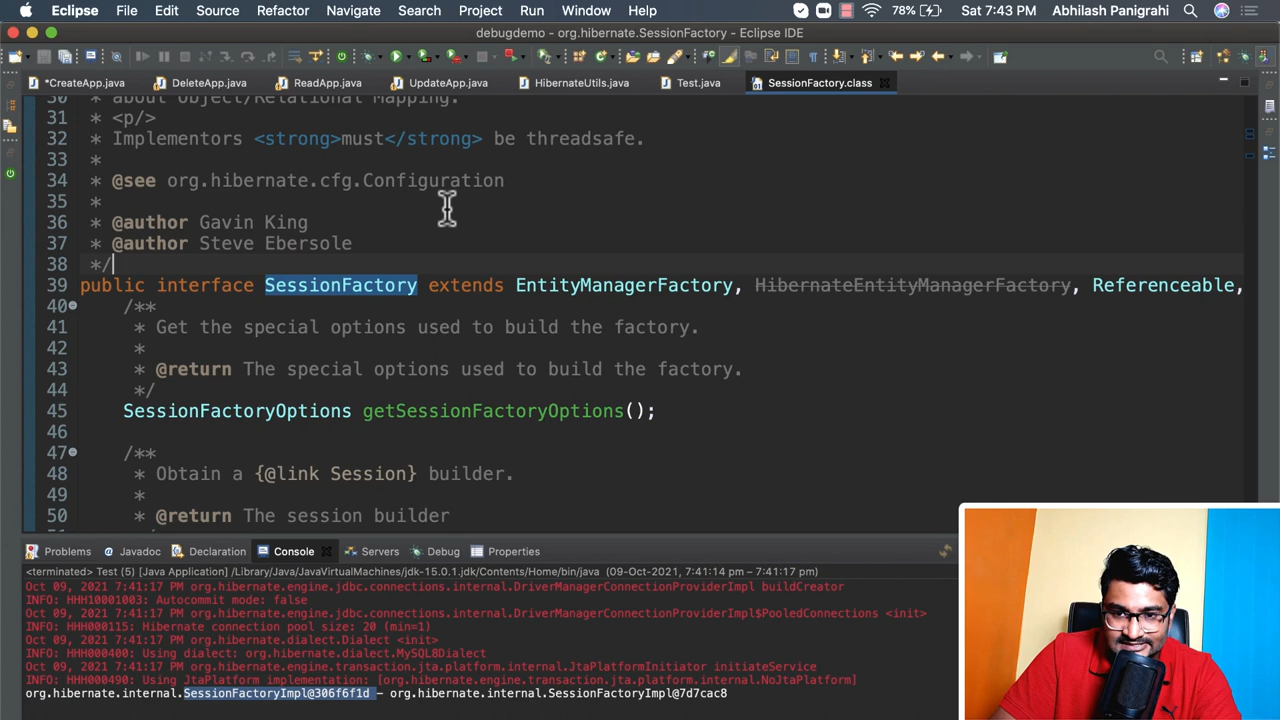 Eclipse File Edit Source Refactor Navigate Search Project Run Window Help 78% Sat 7:43 PM Abhilash Panigrahi
debugdemo - org.hibernate.SessionFactory - Eclipse IDE
*CreateApp.java DeleteApp.java ReadApp.java UpdateApp.java HibernateUtils.java Test.java SessionFactory.class
30 * about Object/Relational Mapping.
31 * <p/>
32 * Implementors <strong>must</strong> be threadsafe.
33 *
34 * @see org.hibernate.cfg.Configuration
35 *
36 * @author Gavin King
37 * @author Steve Ebersole
38 */
39 public interface SessionFactory extends EntityManagerFactory, HibernateEntityManagerFactory, Referenceable,
40 /**
41 * Get the special options used to build the factory.
42 *
43 * @return The special options used to build the factory.
44 */
45 SessionFactoryOptions getSessionFactoryOptions();
46
47 /**
48 * Obtain a {@link Session} builder.
49 *
50 * @return The session builder
Problems Javadoc Declaration Console Servers Debug Properties
<terminated> Test (5) [Java Application] /Library/Java/JavaVirtualMachines/jdk-15.0.1.jdk/Contents/Home/bin/java (09-Oct-2021, 7:41:14 pm – 7:41:17 pm)
Oct 09, 2021 7:41:17 PM org.hibernate.engine.jdbc.connections.internal.DriverManagerConnectionProviderImpl buildCreator
INFO: HHH10001003: Autocommit mode: false
Oct 09, 2021 7:41:17 PM org.hibernate.engine.jdbc.connections.internal.DriverManagerConnectionProviderImpl$PooledConnections <init>
INFO: HHH000115: Hibernate connection pool size: 20 (min=1)
Oct 09, 2021 7:41:17 PM org.hibernate.dialect.Dialect <init>
INFO: HHH000400: Using dialect: org.hibernate.dialect.MySQL8Dialect
Oct 09, 2021 7:41:17 PM org.hibernate.engine.transaction.jta.platform.internal.JtaPlatformInitiator initiateService
INFO: HHH000490: Using JtaPlatform implementation: [org.hibernate.engine.transaction.jta.platform.internal.NoJtaPlatform]
org.hibernate.internal.SessionFactoryImpl@306f6f1d - org.hibernate.internal.SessionFactoryImpl@7d7cac8